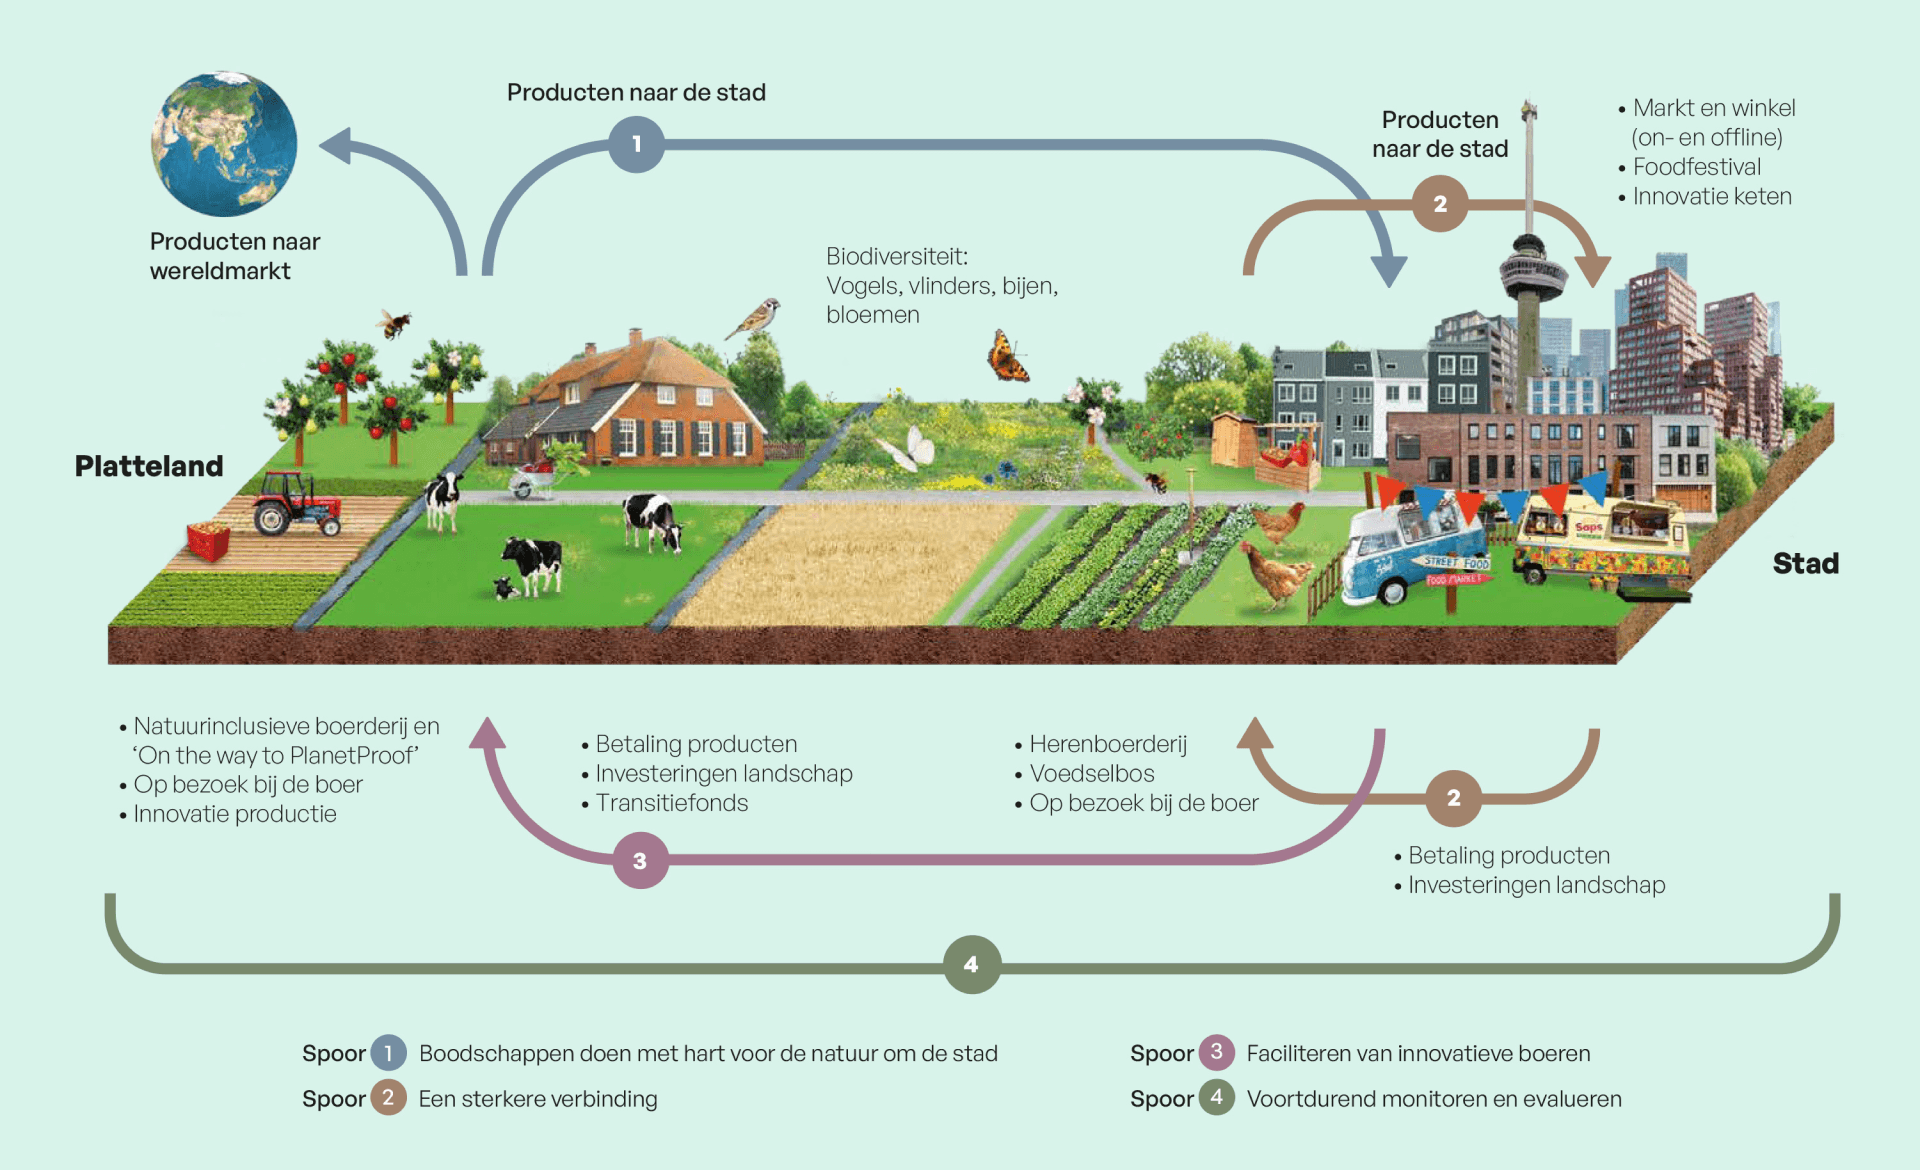 Producten naar de stad
1
Producten naar
wereldmarkt
Producten
naar de stad
2
• Markt en winkel
(on- en offline)
• Foodfestival
• Innovatie keten
Biodiversiteit:
Vogels, vlinders, bijen,
bloemen
Platteland
Stad
Saps
STREET FOOD
FOOD MARKET
• Natuurinclusieve boerderij en
‘On the way to PlanetProof’
• Op bezoek bij de boer
• Innovatie productie
• Betaling producten
• Investeringen landschap
• Transitiefonds
3
• Herenboerderij
• Voedselbos
• Op bezoek bij de boer
2
• Betaling producten
• Investeringen landschap
4
Spoor 1 Boodschappen doen met hart voor de natuur om de stad
Spoor 2 Een sterkere verbinding
Spoor 3 Faciliteren van innovatieve boeren
Spoor 4 Voortdurend monitoren en evalueren